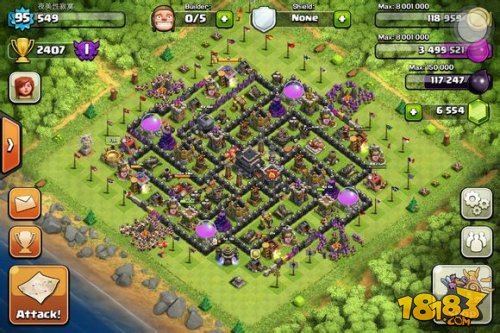 95 549
Builder:
0/5
Shield:
None
Max: 8 001 000
118 959
2407
Max: 8 001 000
3 499 521
Max: 150 000
117 247
6 554
Attack!
18183
.com